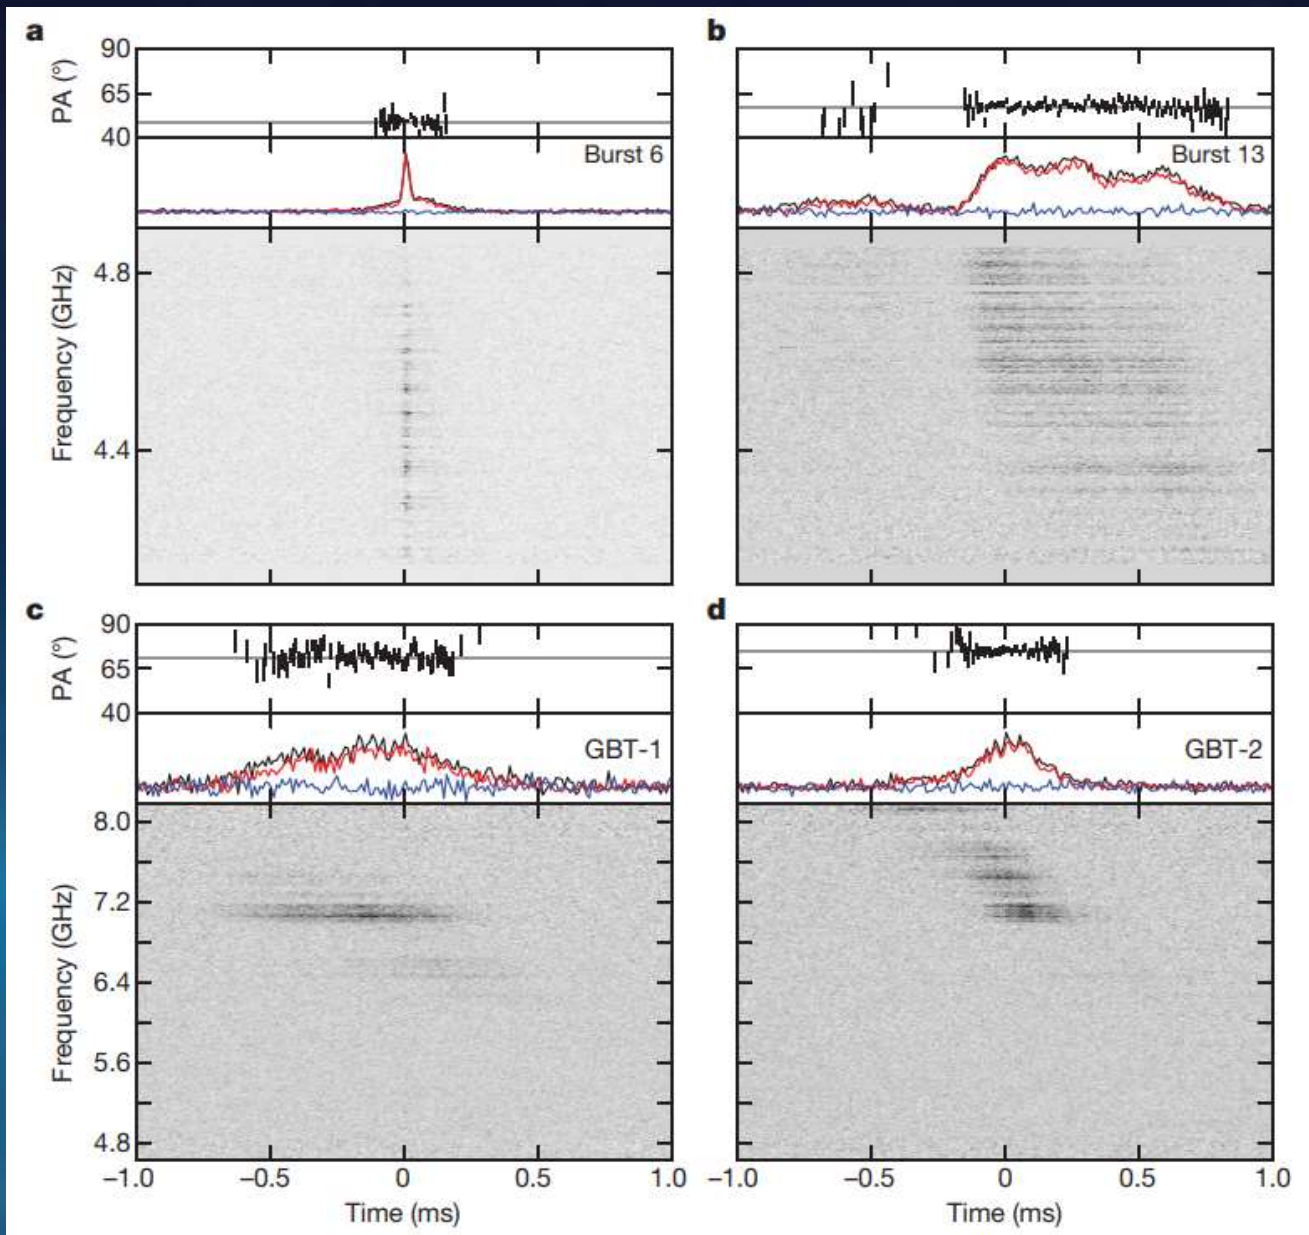 a
b
90
65
40
PA (°)
Burst 6
Burst 13
4.8
4.4
Frequency (GHz)
c
d
90
65
40
PA (°)
GBT-1
GBT-2
8.0
7.2
6.4
5.6
4.8
Frequency (GHz)
−1.0 −0.5 0 0.5 1.0
−1.0 −0.5 0 0.5 1.0
Time (ms)
Time (ms)